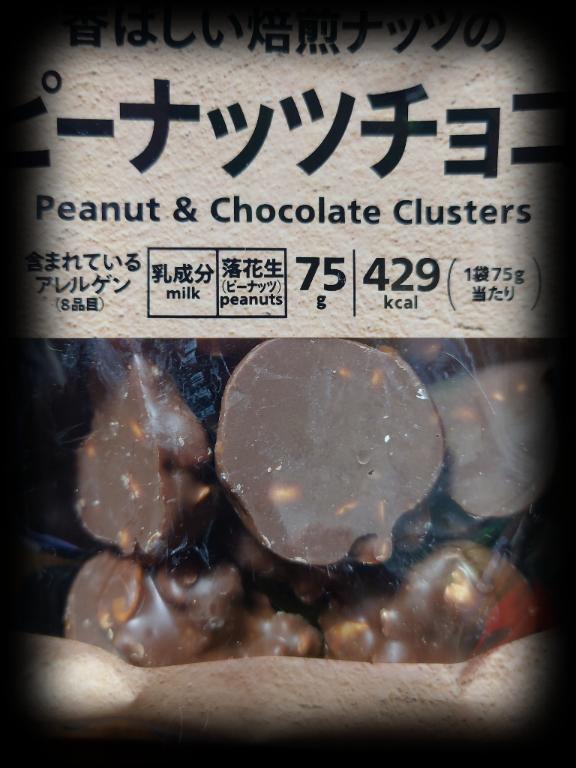 香ばしい焙煎ナッツの
ピーナッツチョコ
Peanut & Chocolate Clusters
含まれている
アレルゲン
(8品目)
乳成分
milk
落花生
(ピーナッツ)
peanuts
75
g
429
kcal
(1袋75g
当たり)